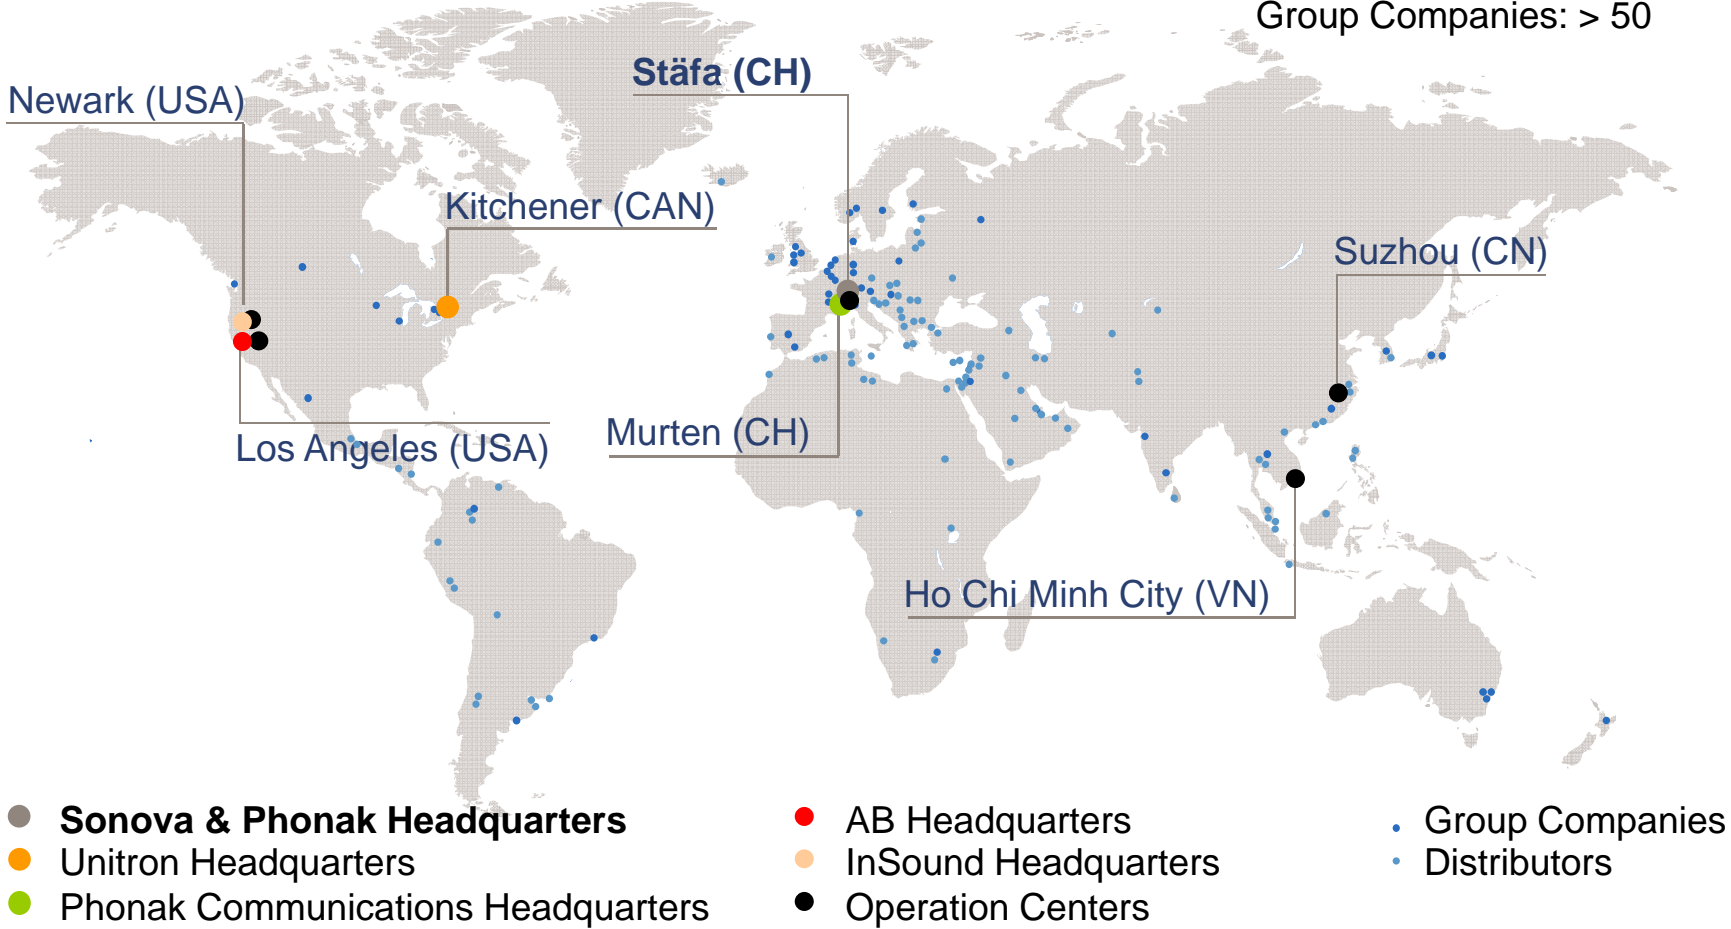 Group Companies: > 50
Stäfa (CH)
Newark (USA)
Kitchener (CAN)
Suzhou (CN)
Los Angeles (USA)
Murten (CH)
Ho Chi Minh City (VN)
Sonova & Phonak Headquarters
Unitron Headquarters
Phonak Communications Headquarters
AB Headquarters
InSound Headquarters
Operation Centers
Group Companies
Distributors